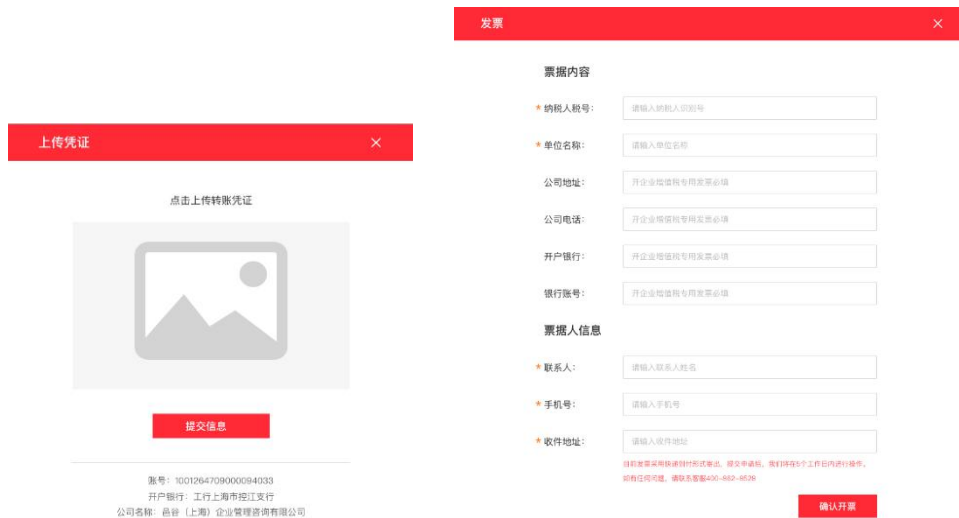 上传凭证
点击上传转账凭证
提交信息
账号：1001264709000094033
开户银行：工行上海市控江支行
公司名称：邑谷（上海）企业管理咨询有限公司
发票
票据内容
* 纳税人税号：
请输入纳税人识别号
* 单位名称：
请输入单位名称
公司地址：
开企业增值税专用发票必填
公司电话：
开企业增值税专用发票必填
开户银行：
开企业增值税专用发票必填
银行账号：
开企业增值税专用发票必填
票据人信息
* 联系人：
请输入联系人姓名
* 手机号：
请输入手机号
* 收件地址：
请输入收件地址
目前发票采用快递到付形式寄出，提交申请后，我们将在5个工作日内进行操作。
如有任何问题，请联系客服400-862-8526
确认开票